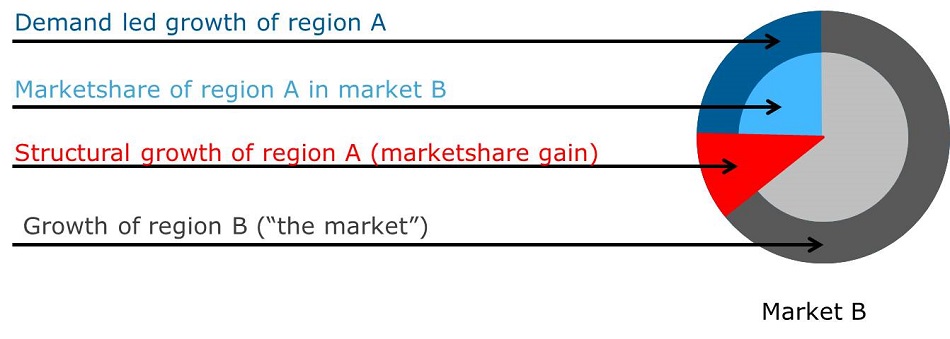 Demand led growth of region A
Marketshare of region A in market B
Structural growth of region A (marketshare gain)
Growth of region B (“the market”)
Market B